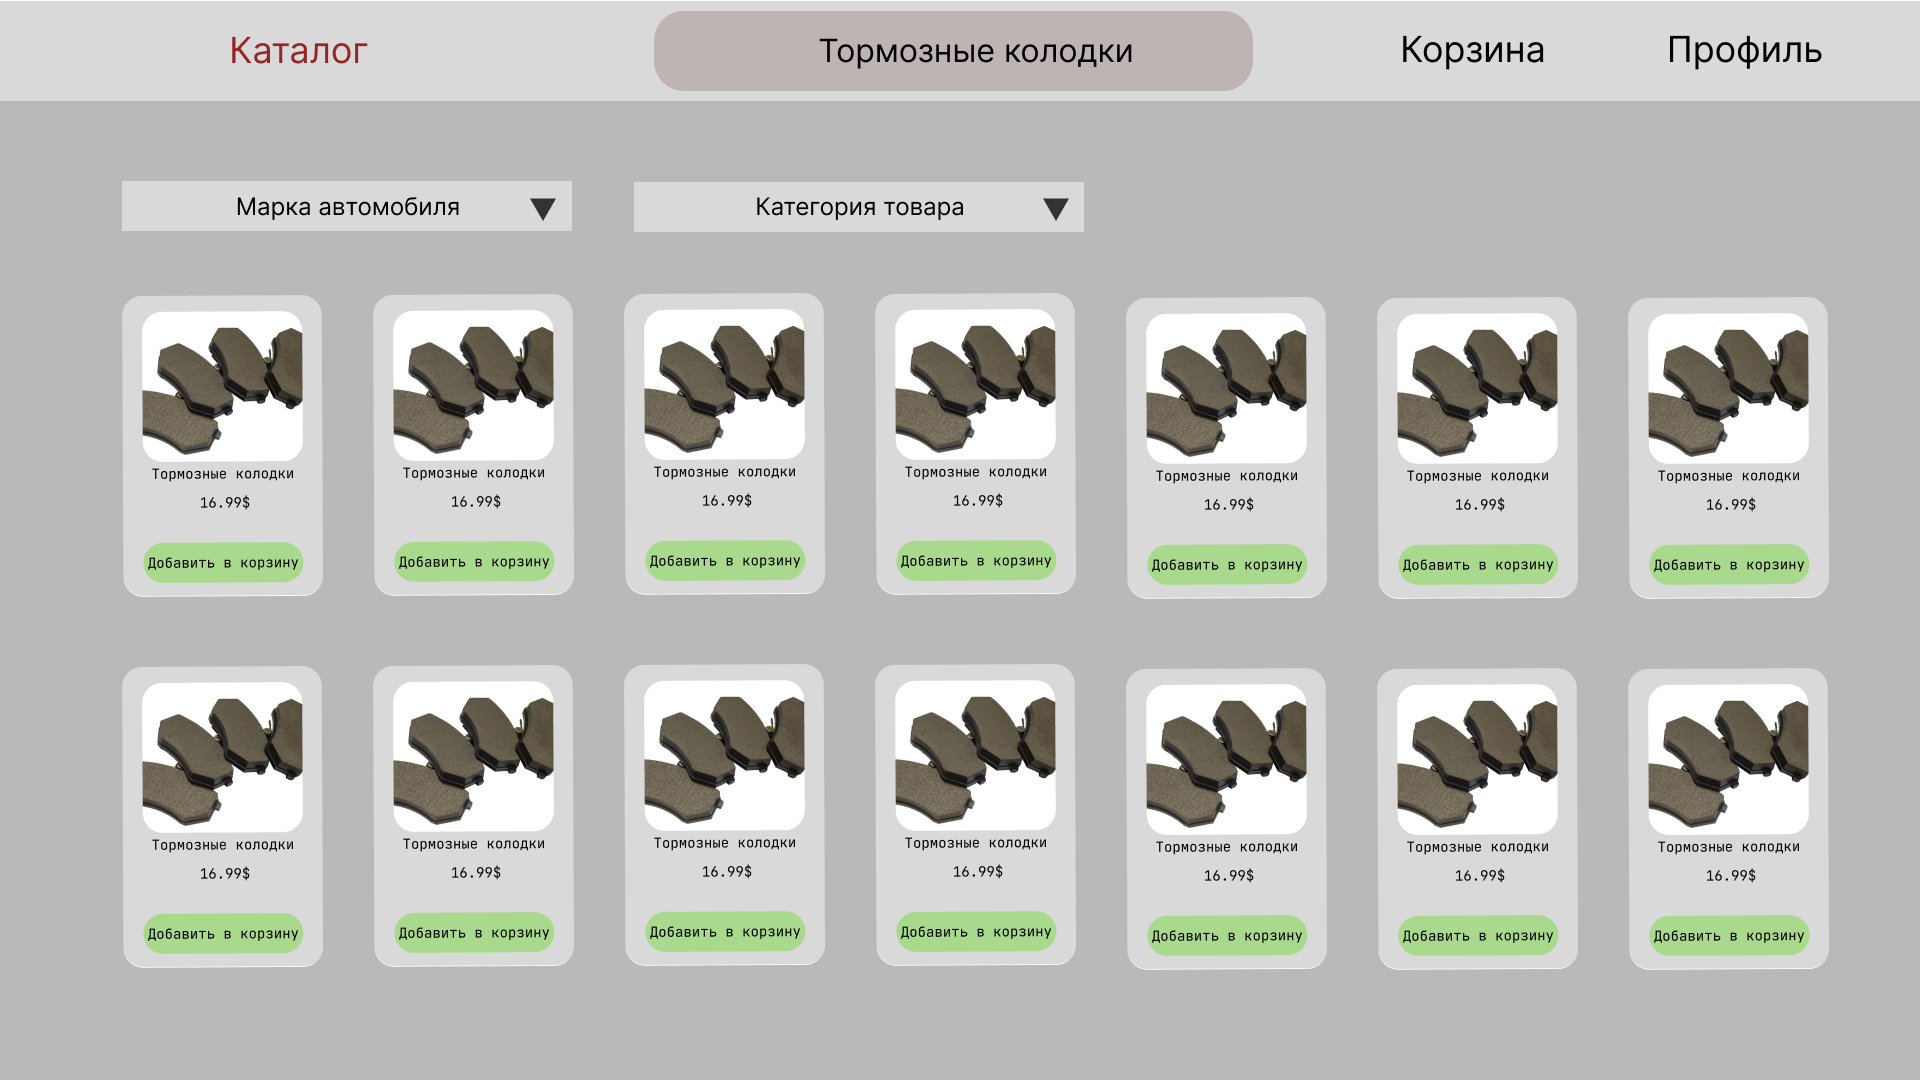 Каталог
Тормозные колодки
Корзина
Профиль
Марка автомобиля
Категория товара
Тормозные колодки
16.99$
Добавить в корзину
Тормозные колодки
16.99$
Добавить в корзину
Тормозные колодки
16.99$
Добавить в корзину
Тормозные колодки
16.99$
Добавить в корзину
Тормозные колодки
16.99$
Добавить в корзину
Тормозные колодки
16.99$
Добавить в корзину
Тормозные колодки
16.99$
Добавить в корзину
Тормозные колодки
16.99$
Добавить в корзину
Тормозные колодки
16.99$
Добавить в корзину
Тормозные колодки
16.99$
Добавить в корзину
Тормозные колодки
16.99$
Добавить в корзину
Тормозные колодки
16.99$
Добавить в корзину
Тормозные колодки
16.99$
Добавить в корзину
Тормозные колодки
16.99$
Добавить в корзину